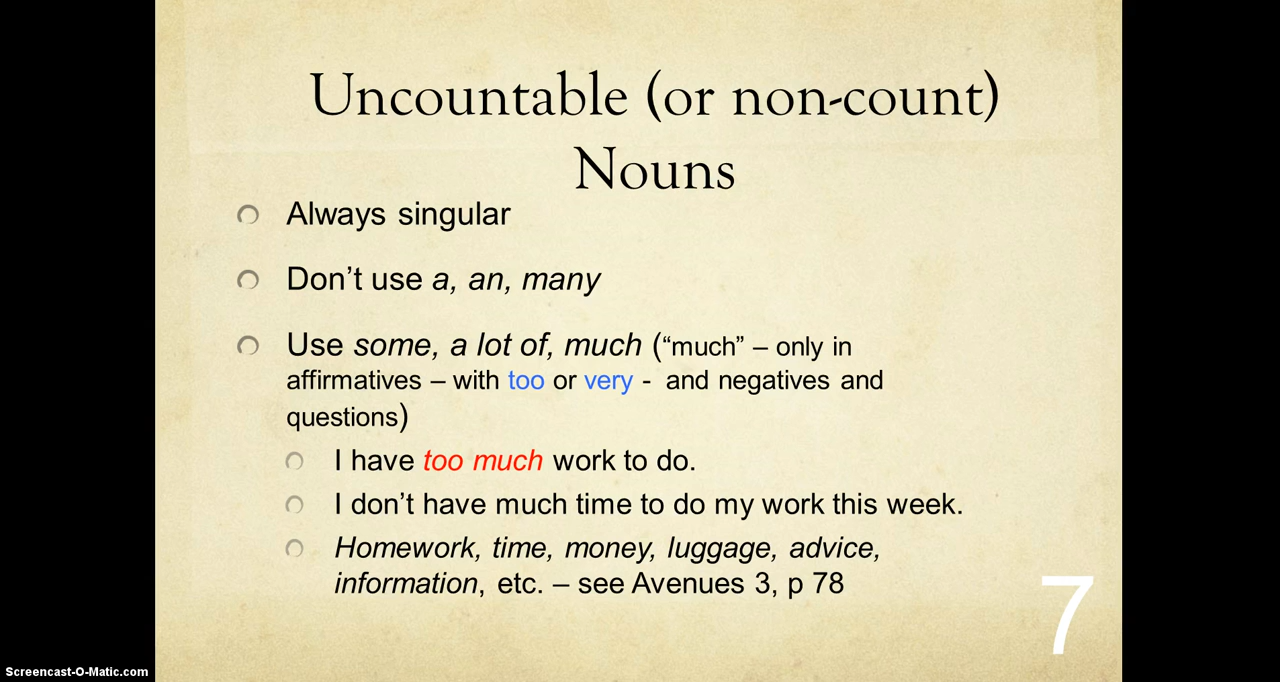 Uncountable (or non-count)
Nouns
Always singular
Don’t use a, an, many
Use some, a lot of, much (“much” – only in
affirmatives – with too or very - and negatives and
questions)
I have too much work to do.
I don’t have much time to do my work this week.
Homework, time, money, luggage, advice,
information, etc. – see Avenues 3, p 78
7
Screencast-O-Matic.com